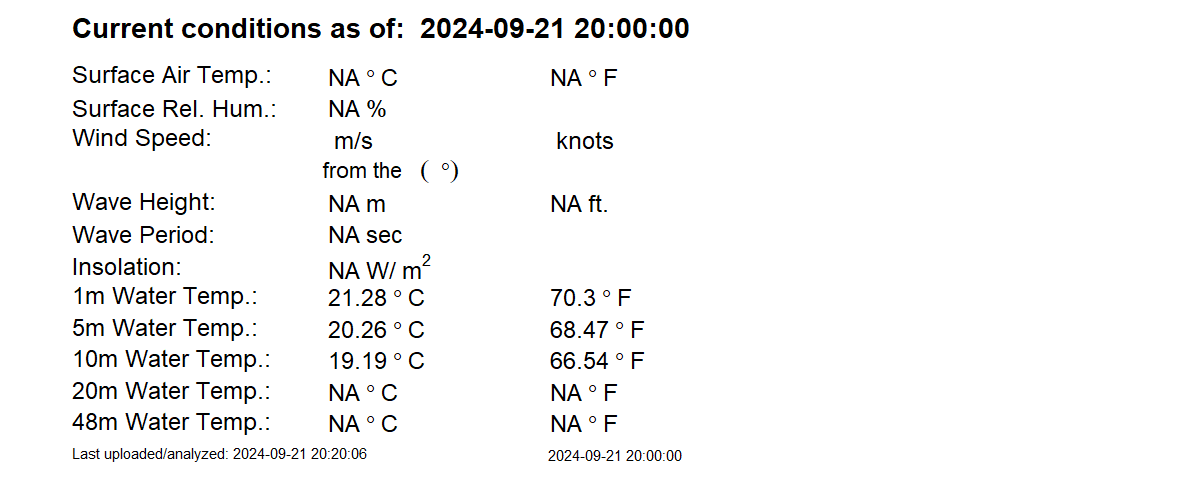 Current conditions as of: 2024-09-21 20:00:00
Surface Air Temp.: NA ° C NA ° F
Surface Rel. Hum.: NA %
Wind Speed: m/s knots
from the ( °)
Wave Height: NA m NA ft.
Wave Period: NA sec
Insolation: NA W/ m²
1m Water Temp.: 21.28 ° C 70.3 ° F
5m Water Temp.: 20.26 ° C 68.47 ° F
10m Water Temp.: 19.19 ° C 66.54 ° F
20m Water Temp.: NA ° C NA ° F
48m Water Temp.: NA ° C NA ° F
Last uploaded/analyzed: 2024-09-21 20:20:06 2024-09-21 20:00:00